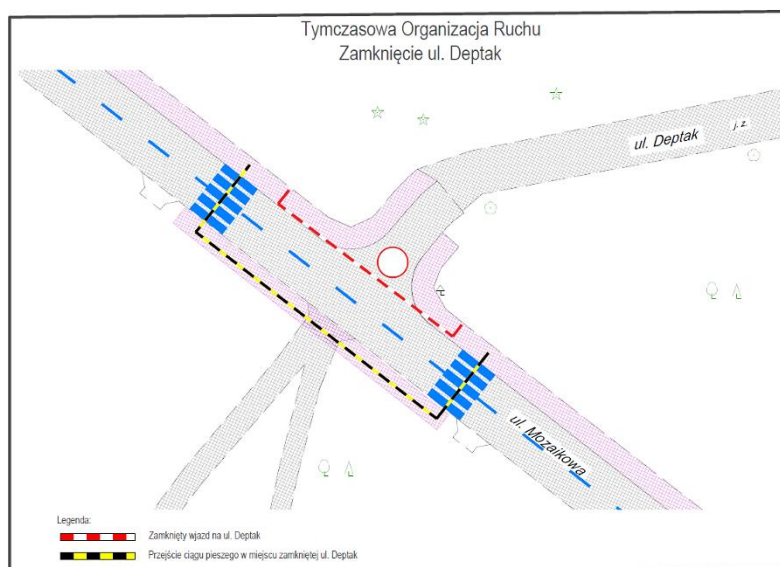 Tymczasowa Organizacja Ruchu
Zamknięcie ul. Deptak
ul. Deptak
j. z.
ul. Mozaikowa
Legenda:
Zamknięty wjazd na ul. Deptak
Przejście ciągu pieszego w miejscu zamkniętej ul. Deptak